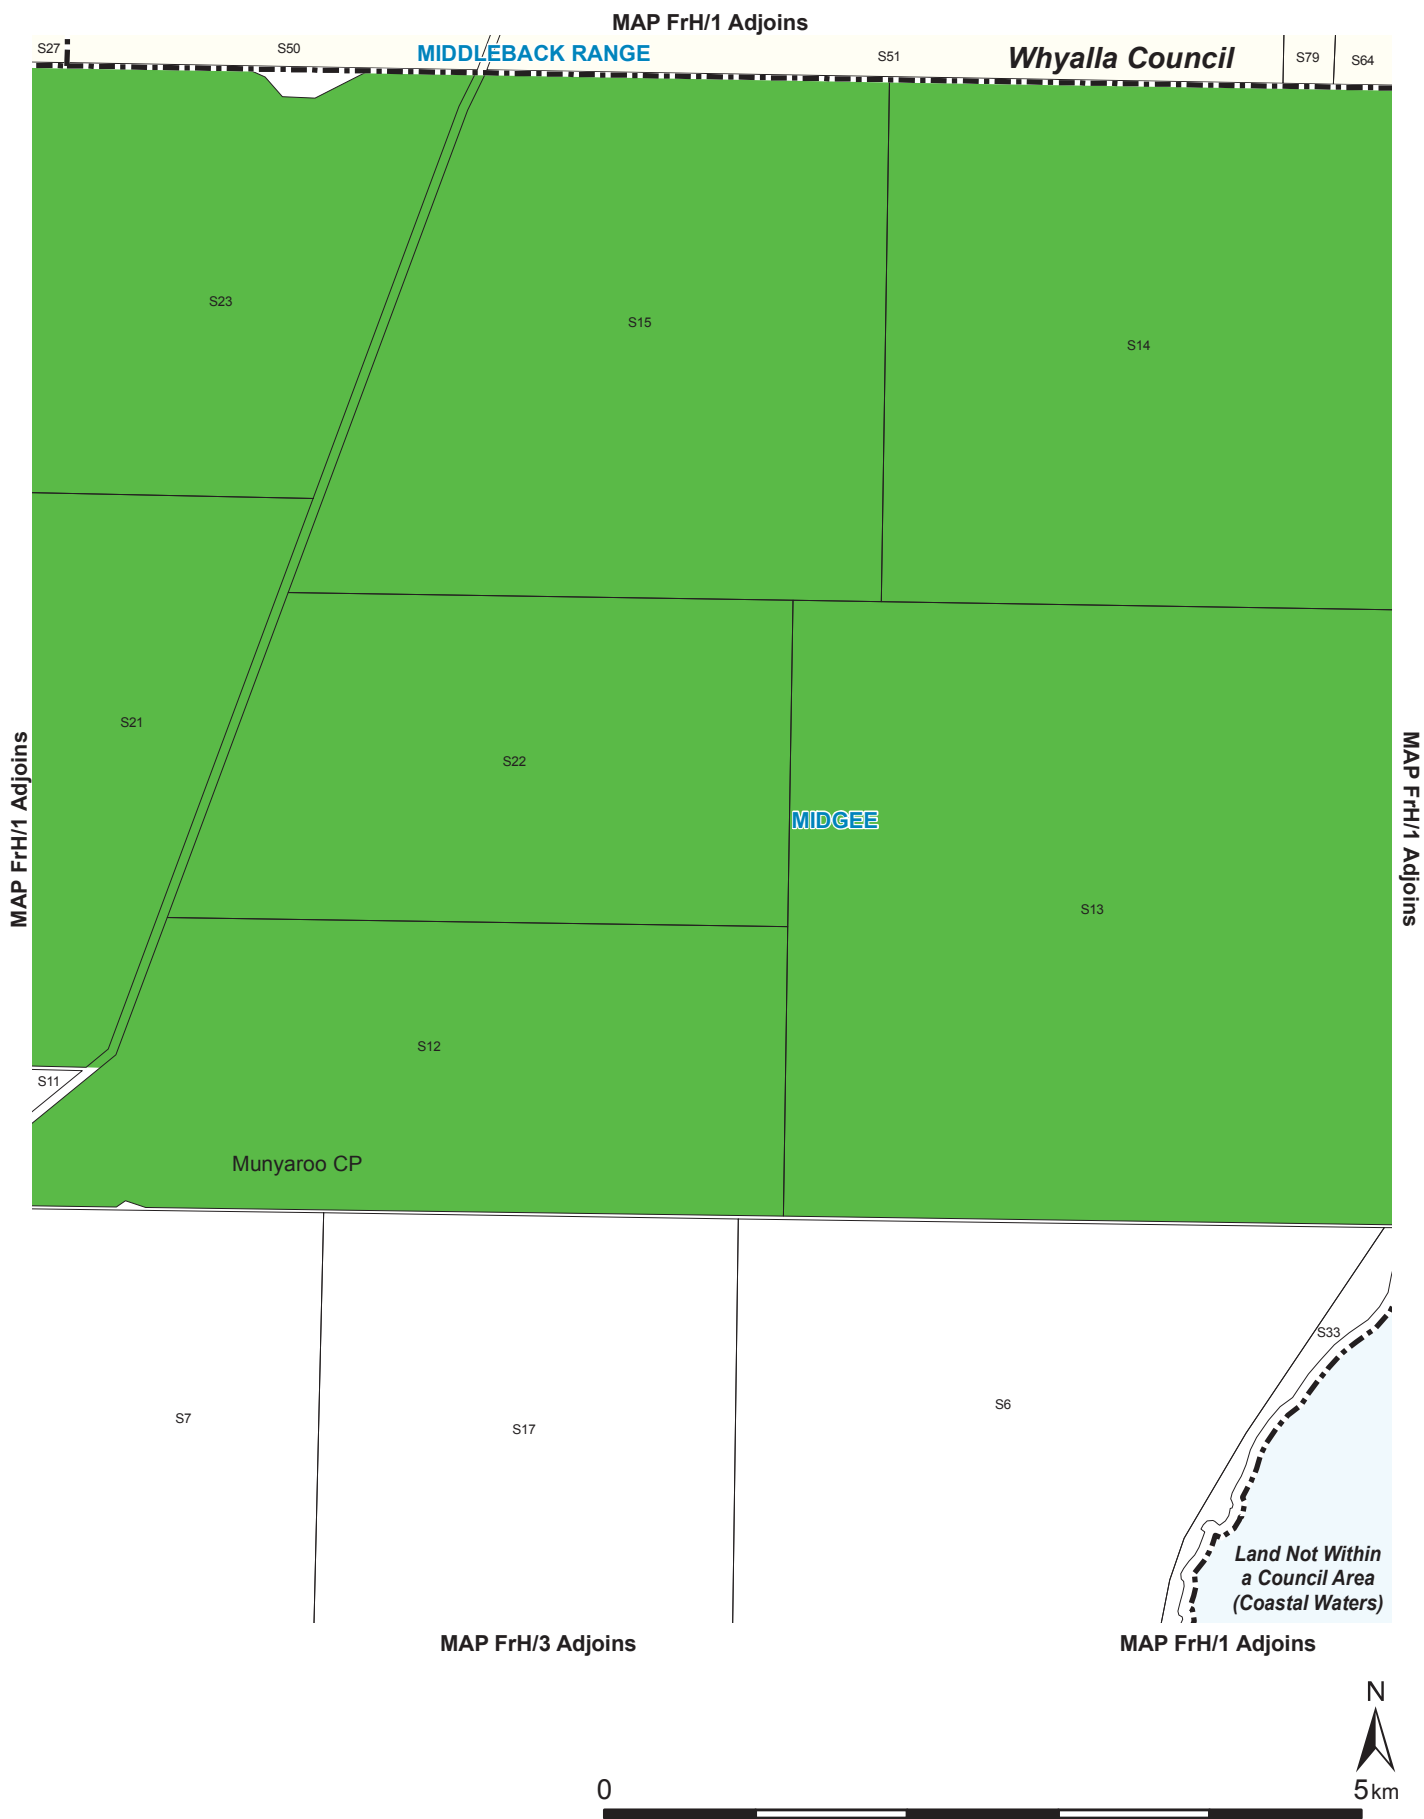 MAP FrH/1 Adjoins
S27
S50
MIDDLEBACK RANGE
S51
Whyalla Council
S79
S64
S23
S15
S14
S21
S22
MIDGEE
S13
MAP FrH/1 Adjoins
MAP FrH/1 Adjoins
S12
S11
Munyaroo CP
S33
S7
S17
S6
Land Not Within
a Council Area
(Coastal Waters)
MAP FrH/3 Adjoins
MAP FrH/1 Adjoins
N
0
5 km